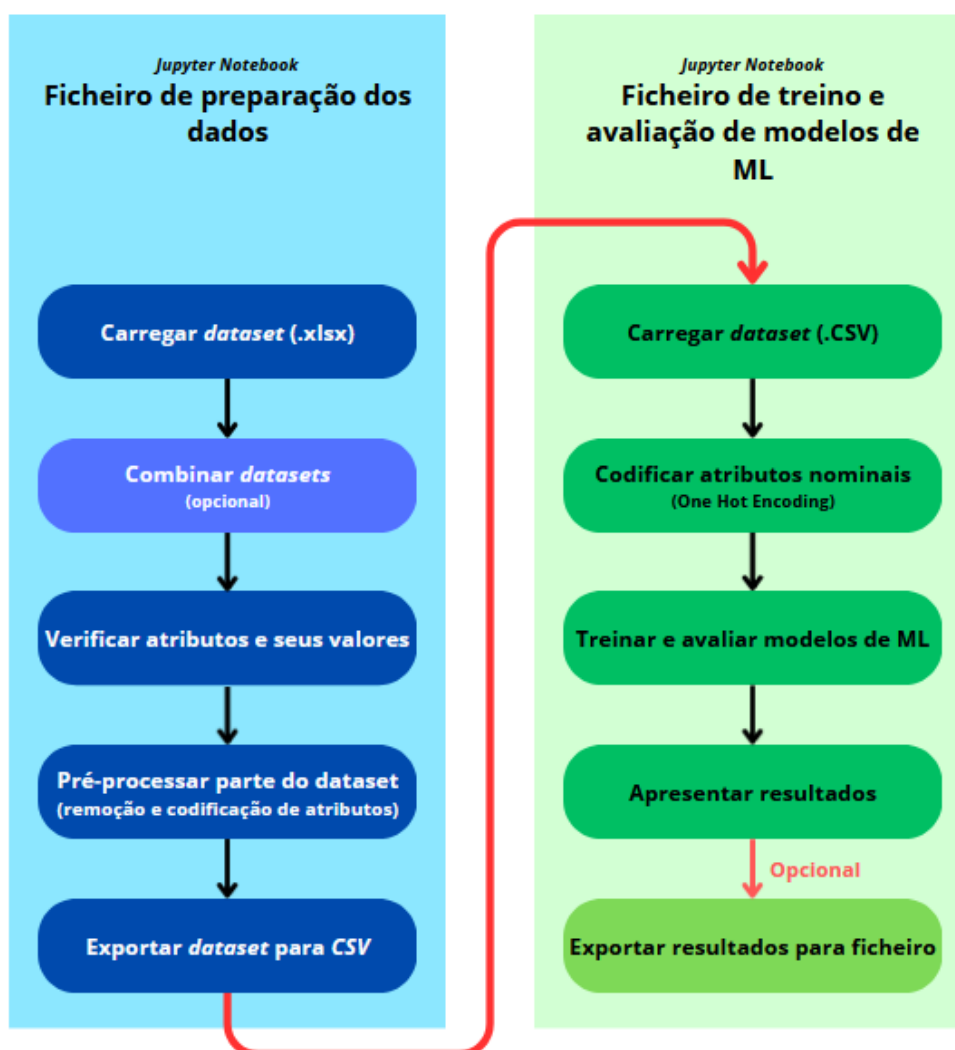 Jupyter Notebook
Ficheiro de preparação dos
dados
Carregar dataset (.xlsx)
Combinar datasets
(opcional)
Verificar atributos e seus valores
Pré-processar parte do dataset
(remoção e codificação de atributos)
Exportar dataset para CSV
Jupyter Notebook
Ficheiro de treino e
avaliação de modelos de
ML
Carregar dataset (.CSV)
Codificar atributos nominais
(One Hot Encoding)
Treinar e avaliar modelos de ML
Apresentar resultados
Opcional
Exportar resultados para ficheiro